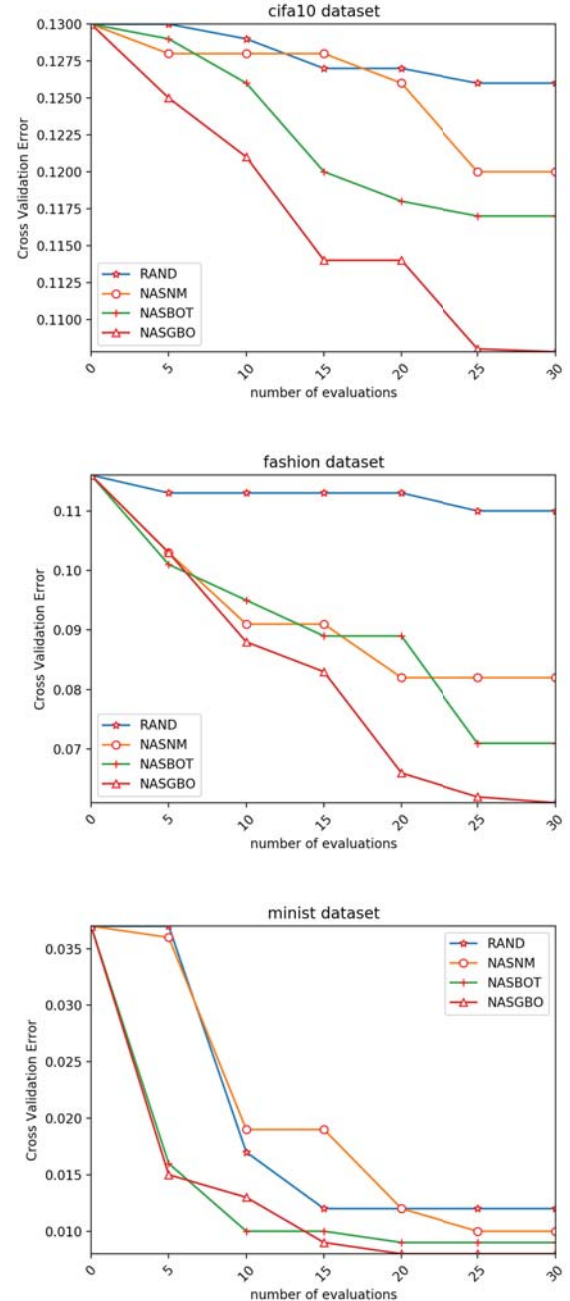 cifa10 dataset
Cross Validation Error
0.1300
0.1275
0.1250
0.1225
0.1200
0.1175
0.1150
0.1125
0.1100
RAND
NASNM
NASBOT
NASGBO
0 5 10 15 20 25 30
number of evaluations
fashion dataset
Cross Validation Error
0.11
0.10
0.09
0.08
0.07
RAND
NASNM
NASBOT
NASGBO
0 5 10 15 20 25 30
number of evaluations
minist dataset
Cross Validation Error
0.035
0.030
0.025
0.020
0.015
0.010
RAND
NASNM
NASBOT
NASGBO
0 5 10 15 20 25 30
number of evaluations